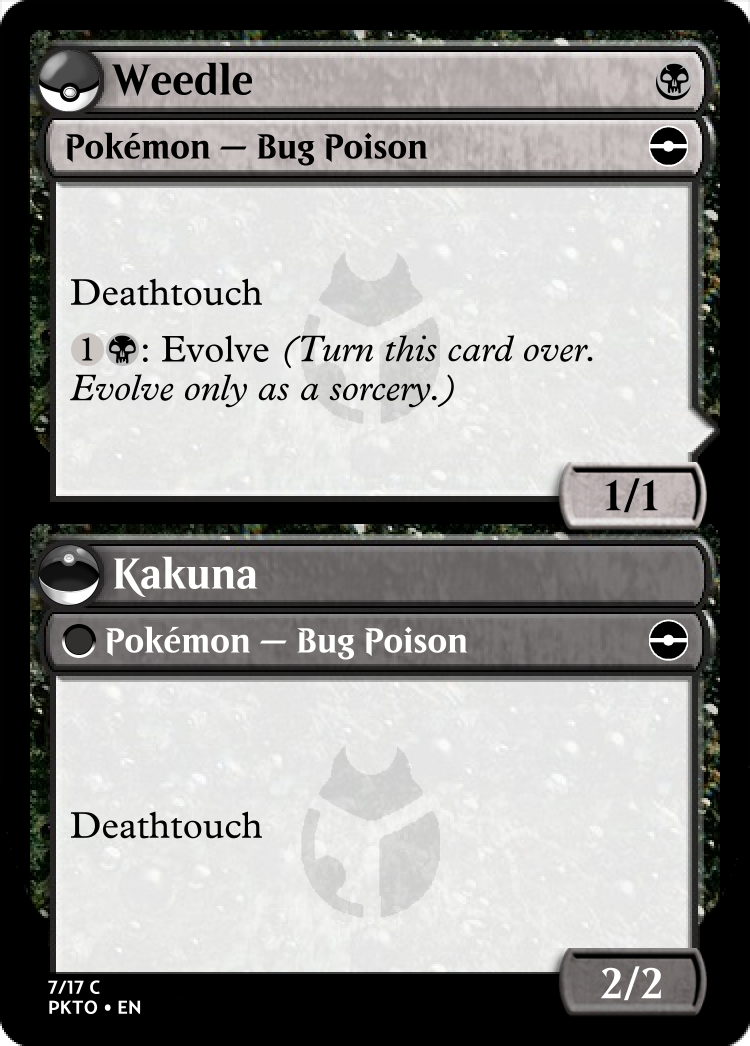 Weedle
Pokémon — Bug Poison
Deathtouch
1: Evolve (Turn this card over.
Evolve only as a sorcery.)
1/1
Kakuna
Pokémon — Bug Poison
Deathtouch
7/17 C
PKTO • EN
2/2